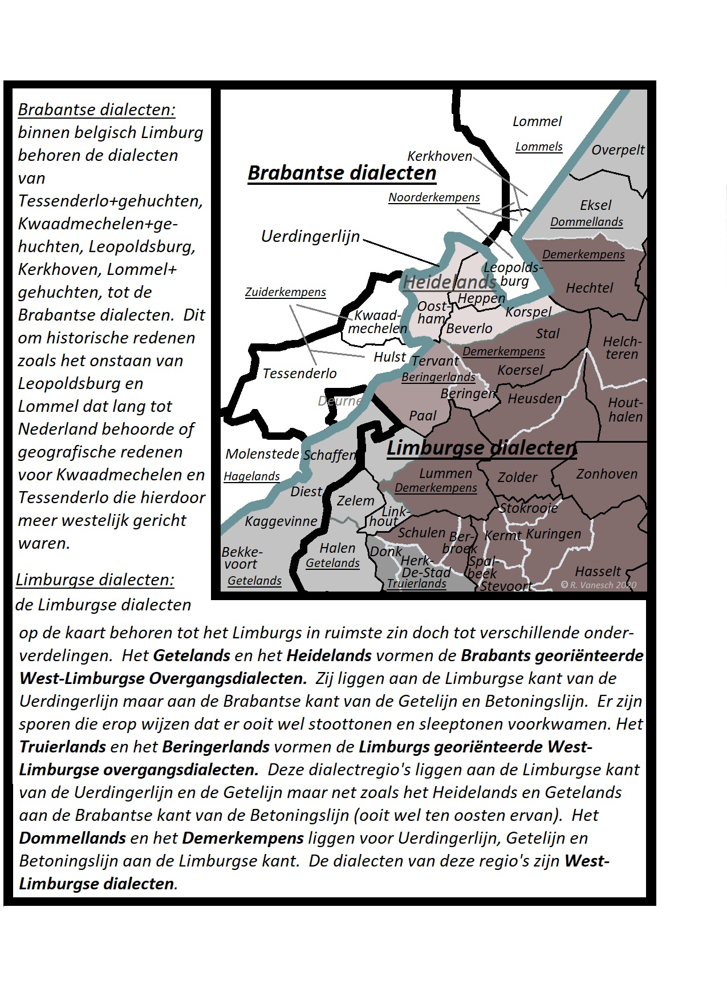 Brabantse dialecten:
binnen belgisch Limburg
behoren de dialecten
van
Tessenderlo+gehuchten,
Kwaadmechelen+ge-
huchten, Leopoldsburg,
Kerkhoven, Lommel+
gehuchten, tot de
Brabantse dialecten. Dit
om historische redenen
zoals het onstaan van
Leopoldsburg en
Lommel dat lang tot
Nederland behoorde of
geografische redenen
voor Kwaadmechelen en
Tessenderlo die hierdoor
meer westelijk gericht
waren.
Limburgse dialecten:
de Limburgse dialecten
op de kaart behoren tot het Limburgs in ruimste zin doch tot verschillende onder-
verdelingen. Het Getelands en het Heidelands vormen de Brabants georiënteerde
West-Limburgse Overgangsdialecten. Zij liggen aan de Limburgse kant van de
Uerdingerlijn maar aan de Brabantse kant van de Getelijn en Betoningslijn. Er zijn
sporen die erop wijzen dat er ooit wel stoottonen en sleeptonen voorkwamen. Het
Truierlands en het Beringerlands vormen de Limburgs georiënteerde West-
Limburgse overgangsdialecten. Deze dialectregio's liggen aan de Limburgse kant
van de Uerdingerlijn en de Getelijn maar net zoals het Heidelands en Getelands
aan de Brabantse kant van de Betoningslijn (ooit wel ten oosten ervan). Het
Dommellands en het Demerkempens liggen voor Uerdingerlijn, Getelijn en
Betoningslijn aan de Limburgse kant. De dialecten van deze regio's zijn West-
Limburgse dialecten.
Lommel
Lommels
Overpelt
Kerkhoven
Brabantse dialecten
Noorderkempens
Eksel
Dommellands
Uerdingerlijn
Demerkempens
Leopolds-
burg
Heidelands
Hechtel
Zuiderkempens
Heppen
Oost-
ham
Korspel
Kwaad-
mechelen
Beverlo
Stal
Helch-
teren
Demerkempens
Hulst
Tervant
Koersel
Tessenderlo
Beringerlands
Beringen
Heusden
Deurne
Hout-
halen
Paal
Limburgse dialecten
Molenstede
Schaffen
Hagelands
Lummen
Demerkempens
Zolder
Zonhoven
Diest
Zelem
Link-
hout
Stokrooie
Kaggevinne
Schulen
Ber-
broek
Kermt
Kuringen
Bekke-
voort
Halen
Getelands
Donk
Herk-
De-Stad
Spal-
beek
Hasselt
Getelands
Truierlands
Stevoort
© R. Vanesch 2020